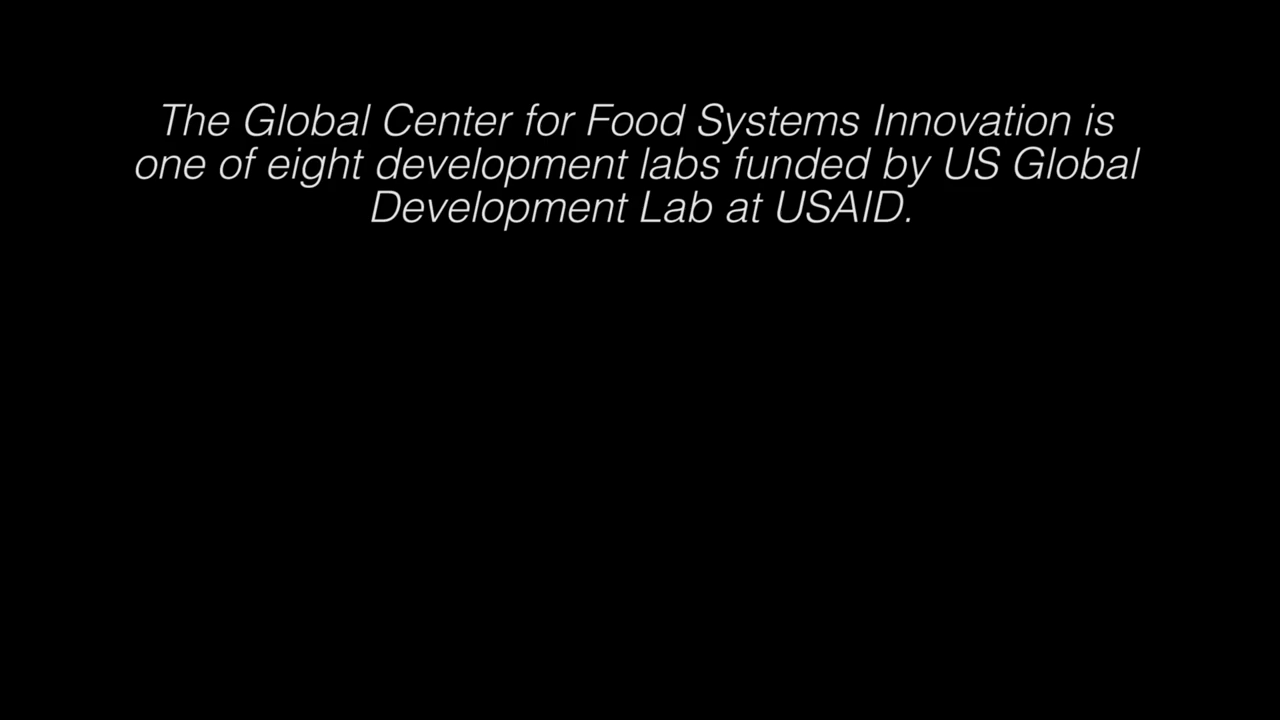 The Global Center for Food Systems Innovation is
one of eight development labs funded by US Global
Development Lab at USAID.